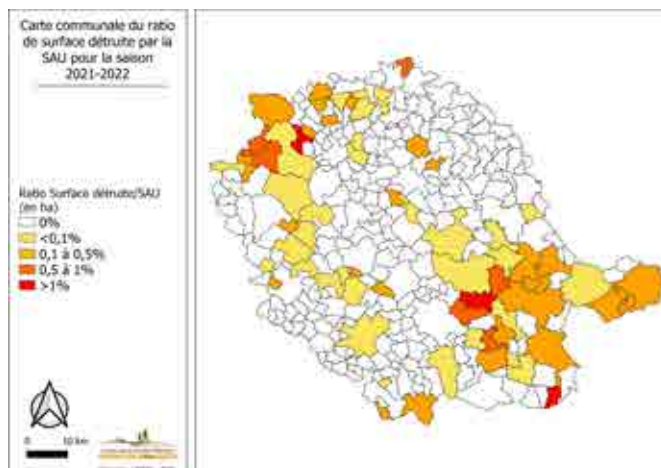 Carte communale du ratio
de surface détruite par la
SAU pour la saison
2021-2022
Ratio Surface détruite/SAU
(en ha)
0%
<0,1%
0,1 à 0,5%
0,5 à 1%
>1%
0 10 km